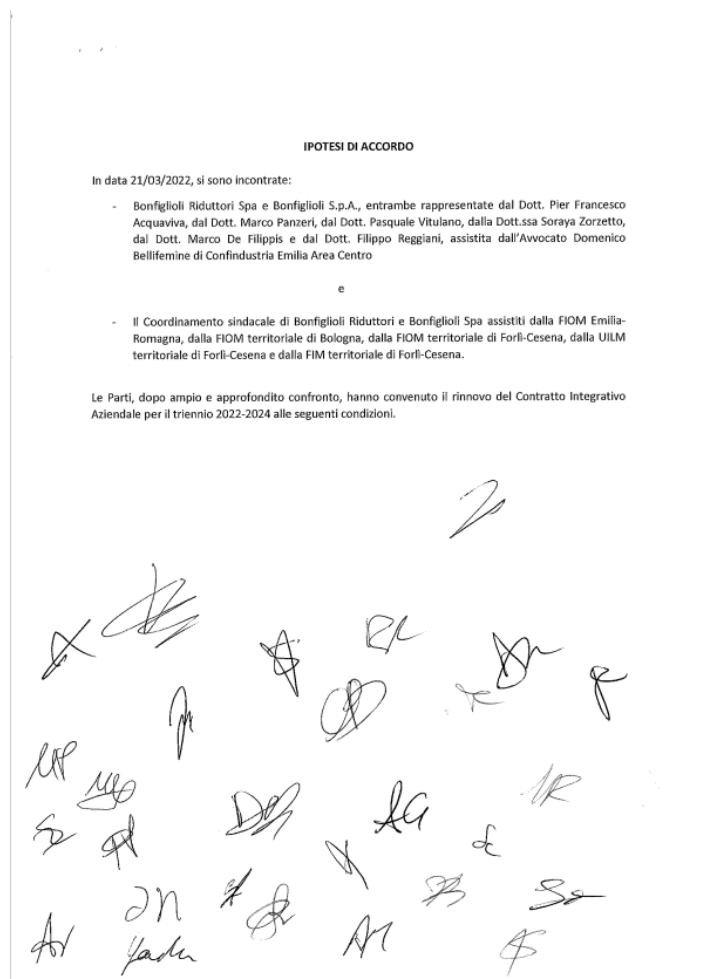 IPOTESI DI ACCORDO
In data 21/03/2022, si sono incontrate:
- Bonfiglioli Riduttori Spa e Bonfiglioli S.p.A., entrambe rappresentate dal Dott. Pier Francesco
Acquaviva, dal Dott. Marco Panzeri, dal Dott. Pasquale Vitulano, dalla Dott.ssa Soraya Zorzetto,
dal Dott. Marco De Filippis e dal Dott. Filippo Reggiani, assistita dall'Avvocato Domenico
Bellifemine di Confindustria Emilia Area Centro
e
- Il Coordinamento sindacale di Bonfiglioli Riduttori e Bonfiglioli Spa assistiti dalla FIOM Emilia-
Romagna, dalla FIOM territoriale di Bologna, dalla FIOM territoriale di Forlì-Cesena, dalla UILM
territoriale di Forlì-Cesena e dalla FIM territoriale di Forlì-Cesena.
Le Parti, dopo ampio e approfondito confronto, hanno convenuto il rinnovo del Contratto Integrativo
Aziendale per il triennio 2022-2024 alle seguenti condizioni.